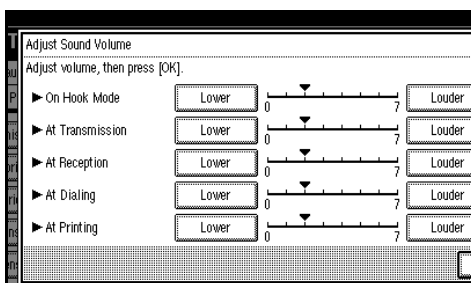 Adjust Sound Volume
Adjust volume, then press [OK].
► On Hook Mode Lower 0 7 Louder
► At Transmission Lower 0 7 Louder
► At Reception Lower 0 7 Louder
► At Dialing Lower 0 7 Louder
► At Printing Lower 0 7 Louder